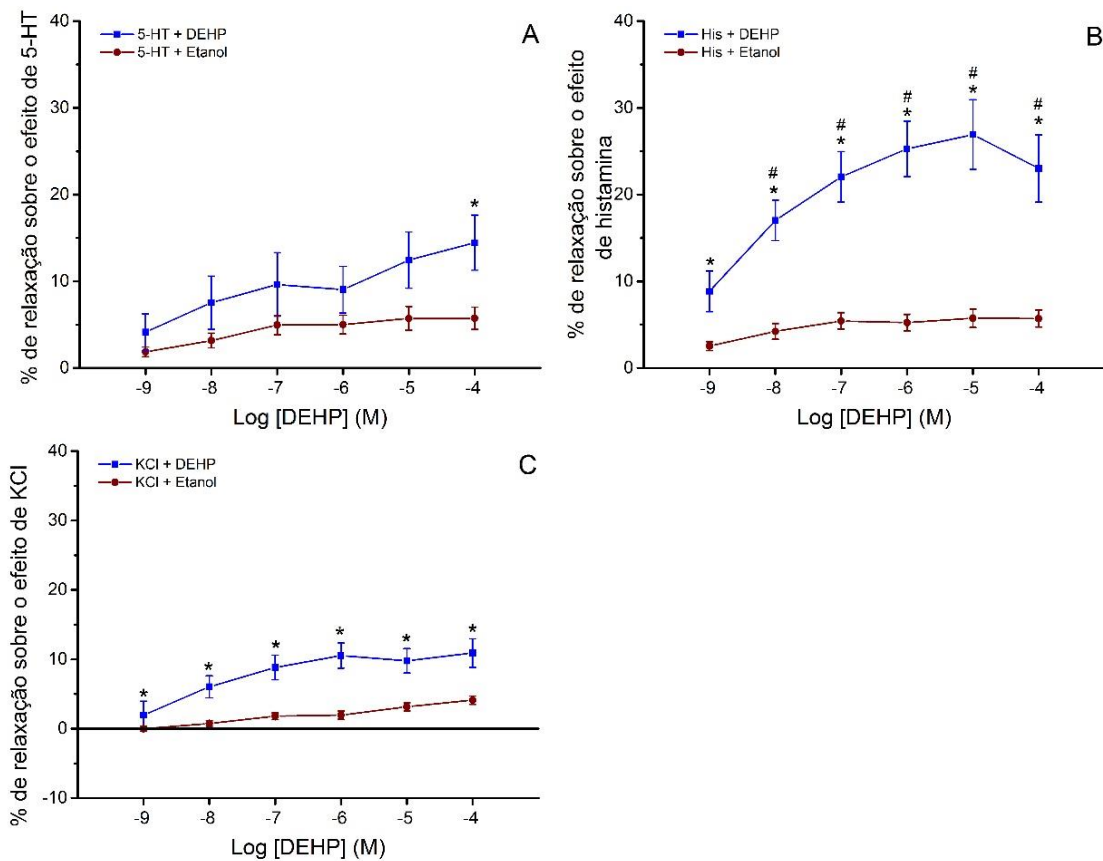 A
5-HT + DEHP
5-HT + Etanol
% de relaxação sobre o efeito de 5-HT
40
30
20
10
0
*
-9 -8 -7 -6 -5 -4
Log [DEHP] (M)
B
His + DEHP
His + Etanol
% de relaxação sobre o efeito
de histamina
40
30
20
10
0
* # * # * # * # * # *
-9 -8 -7 -6 -5 -4
Log [DEHP] (M)
C
KCl + DEHP
KCl + Etanol
% de relaxação sobre o efeito de KCl
40
30
20
10
0
-10
* * * * * *
-9 -8 -7 -6 -5 -4
Log [DEHP] (M)